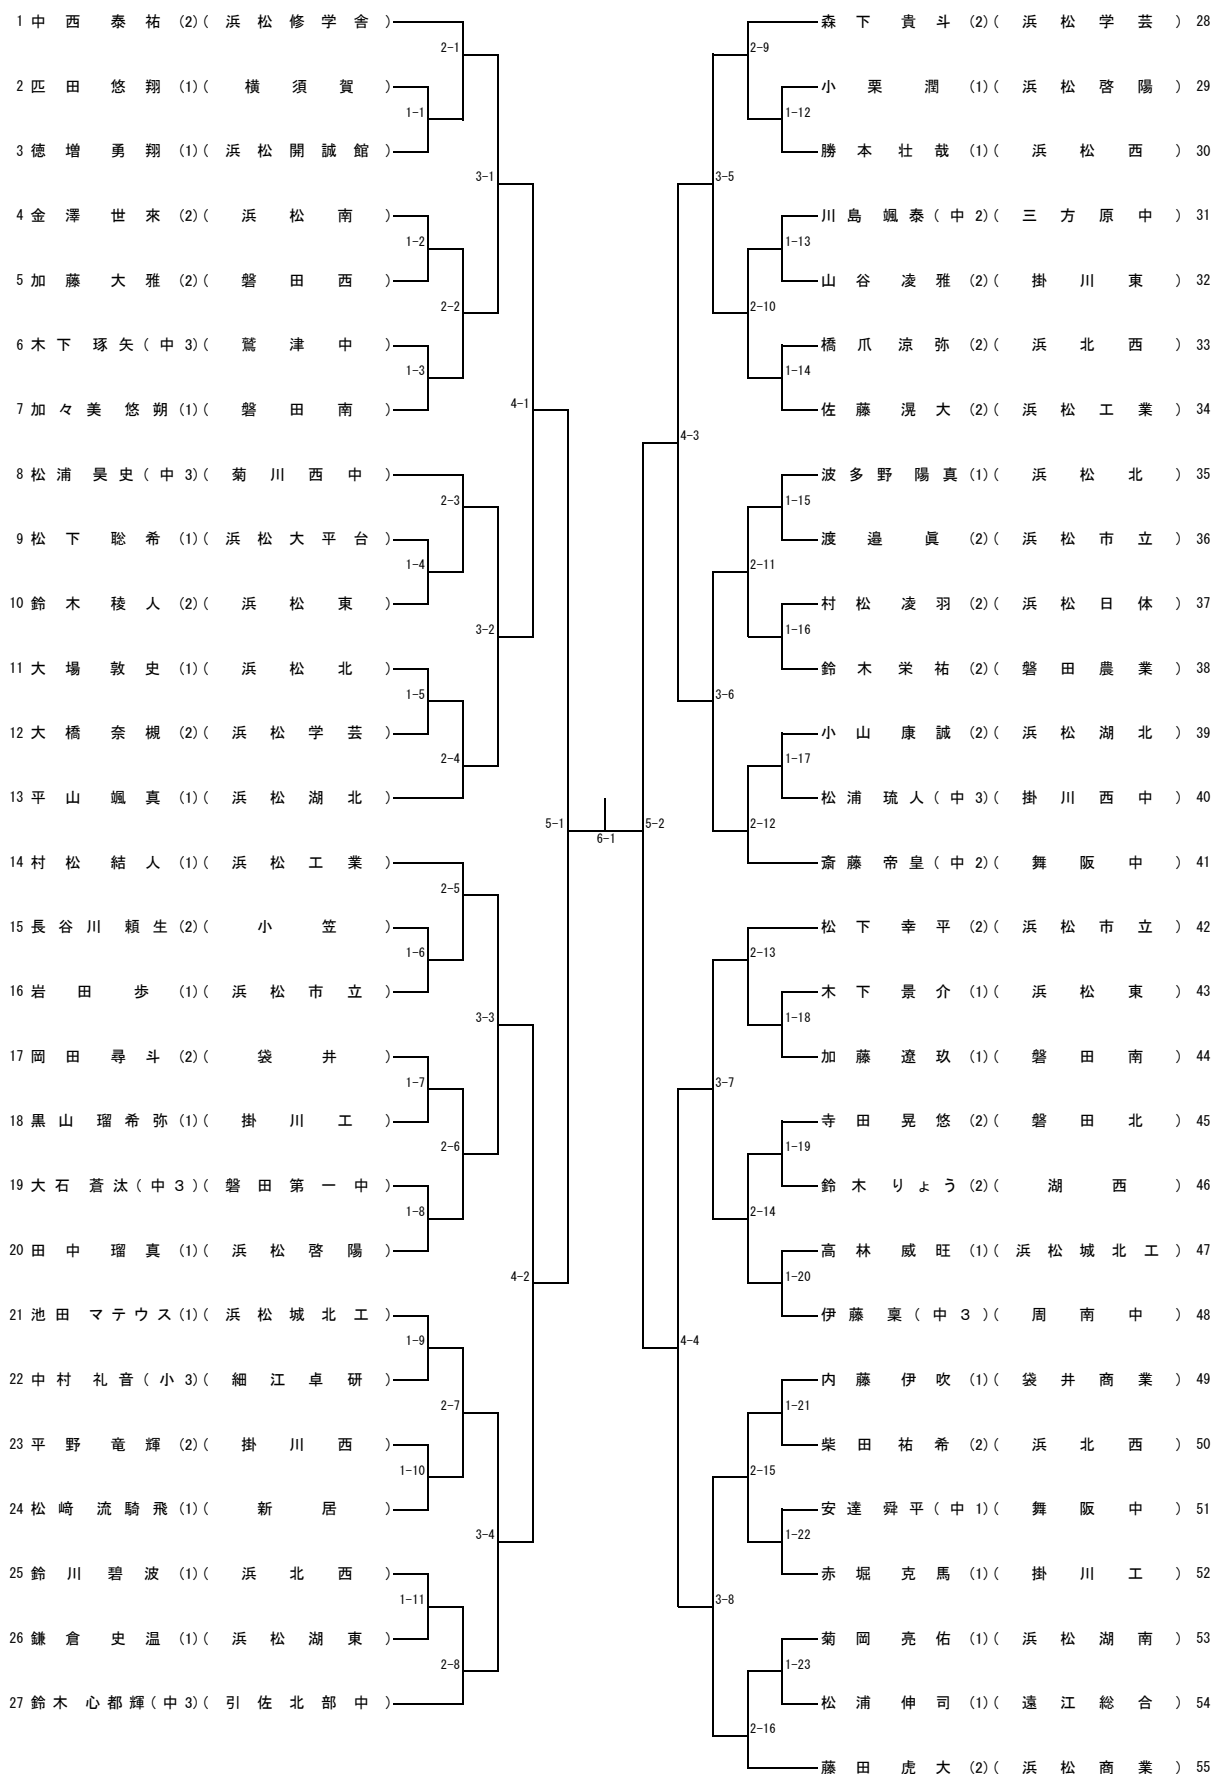 1 中西 泰祐 (2)(浜松修学舎)
2-1
2 匹田 悠翔 (1)(横須賀)
1-1
3 徳増 勇翔 (1)(浜松開誠館)
3-1
4 金澤 世來 (2)(浜松南)
1-2
5 加藤 大雅 (2)(磐田西)
2-2
6 木下 琢矢(中3)(鷲津中)
1-3
7 加々美 悠朔 (1)(磐田南)
4-1
8 松浦 昊史(中3)(菊川西中)
2-3
9 松下 聡希 (1)(浜松大平台)
1-4
10 鈴木 稜人 (2)(浜松東)
3-2
11 大場 敦史 (1)(浜松北)
1-5
12 大橋 奈槻 (2)(浜松学芸)
2-4
13 平山 颯真 (1)(浜松湖北)
5-1
14 村松 結人 (1)(浜松工業)
2-5
15 長谷川 頼生 (2)(小笠)
1-6
16 岩田 歩 (1)(浜松市立)
3-3
17 岡田 尋斗 (2)(袋井)
1-7
18 黒山 瑠希弥 (1)(掛川工)
2-6
19 大石 蒼汰(中3)(磐田第一中)
1-8
20 田中 瑠真 (1)(浜松啓陽)
4-2
21 池田 マテウス (1)(浜松城北工)
1-9
22 中村 礼音(小3)(細江卓研)
2-7
23 平野 竜輝 (2)(掛川西)
1-10
24 松﨑 流騎飛 (1)(新居)
3-4
25 鈴川 碧波 (1)(浜北西)
1-11
26 鎌倉 史温 (1)(浜松湖東)
2-8
27 鈴木 心都輝(中3)(引佐北部中)
6-1
森下 貴斗 (2)(浜松学芸) 28
2-9
小栗 潤 (1)(浜松啓陽) 29
1-12
勝本 壮哉 (1)(浜松西) 30
3-5
川島 颯泰(中2)(三方原中) 31
1-13
山谷 凌雅 (2)(掛川東) 32
2-10
橋爪 涼弥 (2)(浜北西) 33
1-14
佐藤 滉大 (2)(浜松工業) 34
4-3
波多野 陽真 (1)(浜松北) 35
1-15
渡邉 眞 (2)(浜松市立) 36
2-11
村松 凌羽 (2)(浜松日体) 37
1-16
鈴木 栄祐 (2)(磐田農業) 38
3-6
小山 康誠 (2)(浜松湖北) 39
1-17
松浦 琉人(中3)(掛川西中) 40
5-2
2-12
斎藤 帝皇(中2)(舞阪中) 41
松下 幸平 (2)(浜松市立) 42
2-13
木下 景介 (1)(浜松東) 43
1-18
加藤 遼玖 (1)(磐田南) 44
3-7
寺田 晃悠 (2)(磐田北) 45
1-19
鈴木 りょう (2)(湖西) 46
2-14
高林 威旺 (1)(浜松城北工) 47
1-20
伊藤 稟(中3)(周南中) 48
4-4
内藤 伊吹 (1)(袋井商業) 49
1-21
柴田 祐希 (2)(浜北西) 50
2-15
安達 舜平(中1)(舞阪中) 51
1-22
赤堀 克馬 (1)(掛川工) 52
3-8
菊岡 亮佑 (1)(浜松湖南) 53
1-23
松浦 伸司 (1)(遠江総合) 54
2-16
藤田 虎大 (2)(浜松商業) 55